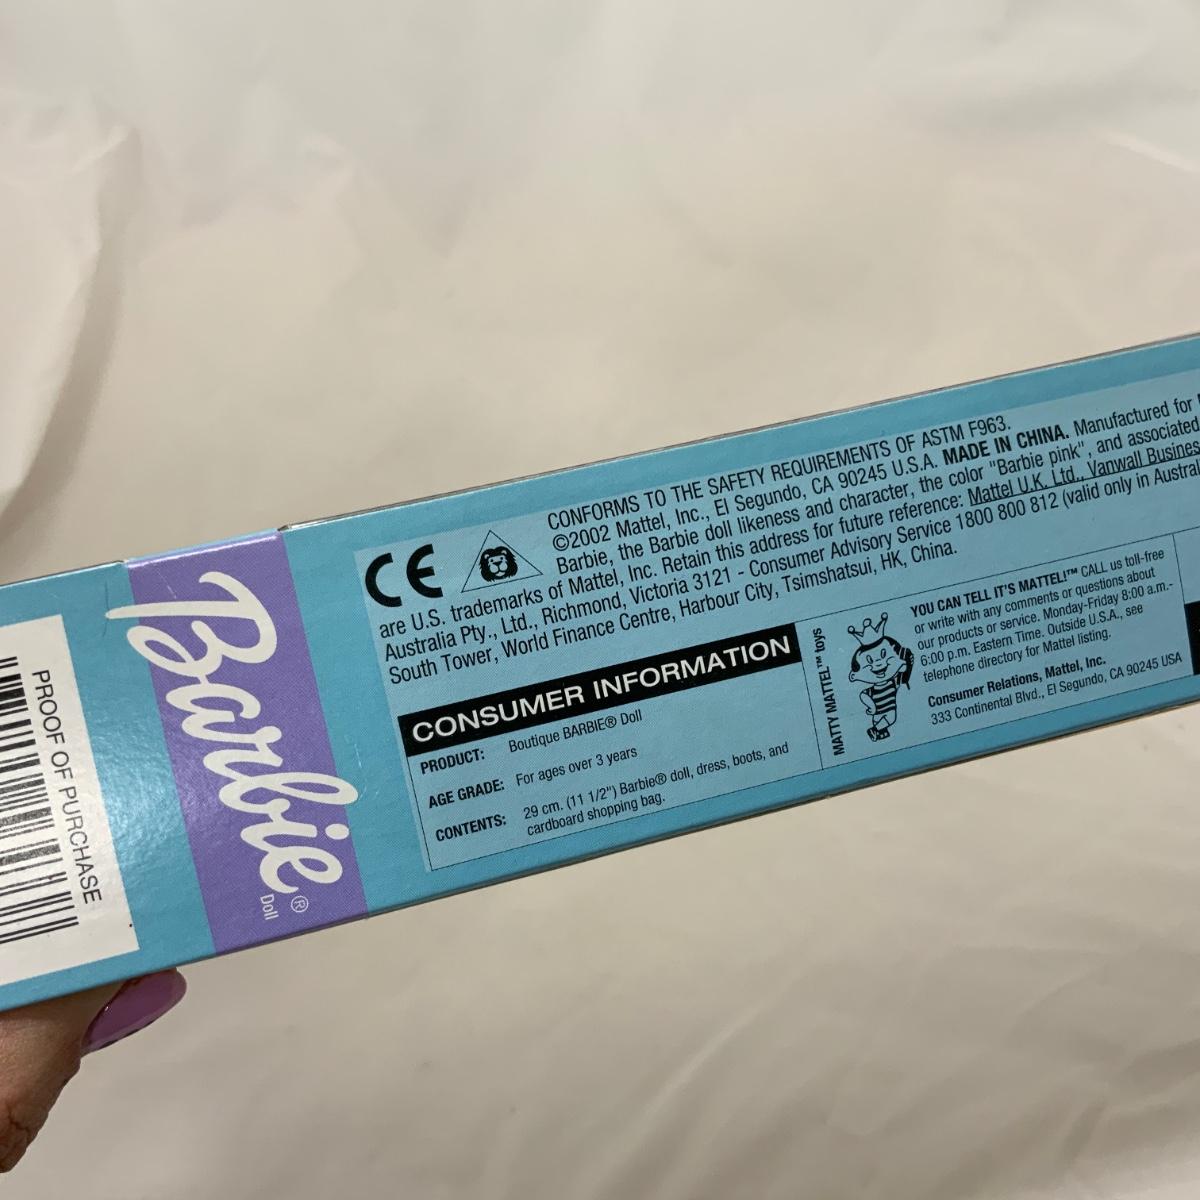 PROOF OF PURCHASE
Barbie®
Doll
CE
CONFORMS TO THE SAFETY REQUIREMENTS OF ASTM F963.
©2002 Mattel, Inc., El Segundo, CA 90245 U.S.A. MADE IN CHINA. Manufactured for
Barbie, the Barbie doll likeness and character, the color "Barbie pink", and associated
are U.S. trademarks of Mattel, Inc. Retain this address for future reference: Mattel U.K. Ltd., Vanwall Busines
Australia Pty., Ltd., Richmond, Victoria 3121 - Consumer Advisory Service 1800 800 812 (valid only in Austral
South Tower, World Finance Centre, Harbour City, Tsimshatsui, HK, China.
CONSUMER INFORMATION
PRODUCT: Boutique BARBIE® Doll
AGE GRADE: For ages over 3 years
CONTENTS: 29 cm. (11 1/2") Barbie® doll, dress, boots, and
cardboard shopping bag.
MATTY MATTEL™ toys
YOU CAN TELL IT'S MATTEL!™ CALL us toll-free
or write with any comments or questions about
our products or service. Monday-Friday 8:00 a.m.-
6:00 p.m. Eastern Time. Outside U.S.A., see
telephone directory for Mattel listing.
Consumer Relations, Mattel, Inc.
333 Continental Blvd., El Segundo, CA 90245 USA